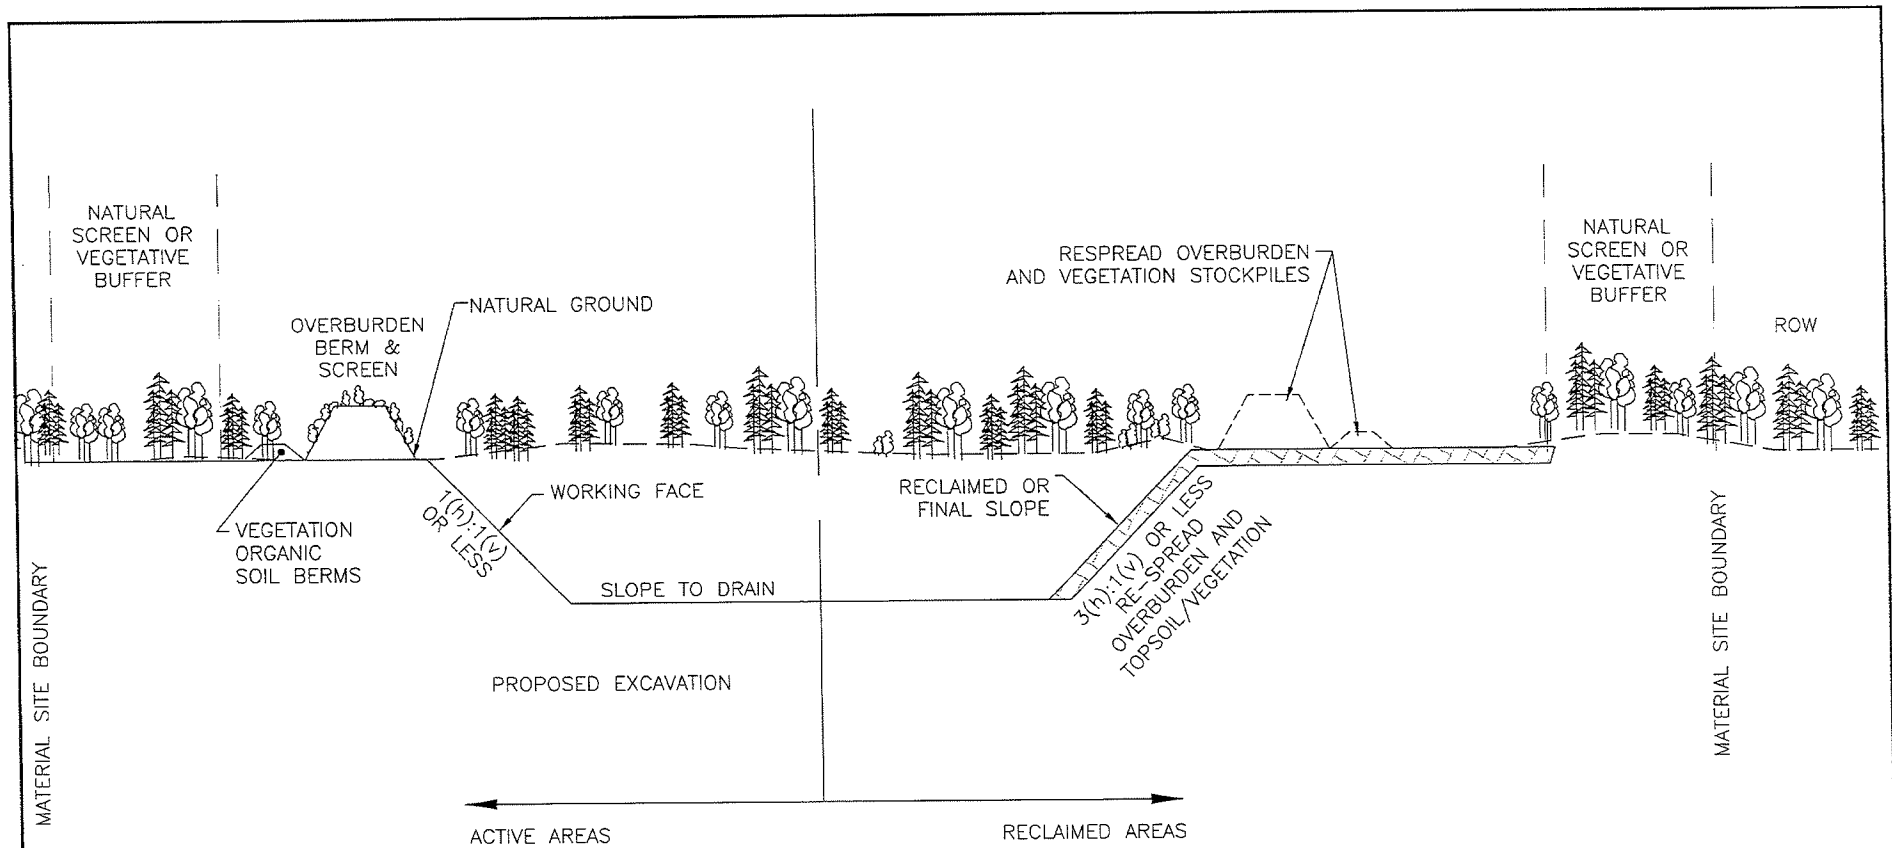 NATURAL
SCREEN OR
VEGETATIVE
BUFFER
OVERBURDEN
BERM &
SCREEN
NATURAL GROUND
RESPREAD OVERBURDEN
AND VEGETATION STOCKPILES
NATURAL
SCREEN OR
VEGETATIVE
BUFFER
ROW
VEGETATION
ORGANIC
SOIL BERMS
1(h):1(v)
OR LESS
WORKING FACE
RECLAIMED OR
FINAL SLOPE
3(h):1(v) OR LESS
RE-SPREAD
OVERBURDEN AND
TOPSOIL/VEGETATION
SLOPE TO DRAIN
PROPOSED EXCAVATION
MATERIAL SITE BOUNDARY
MATERIAL SITE BOUNDARY
ACTIVE AREAS
RECLAIMED AREAS